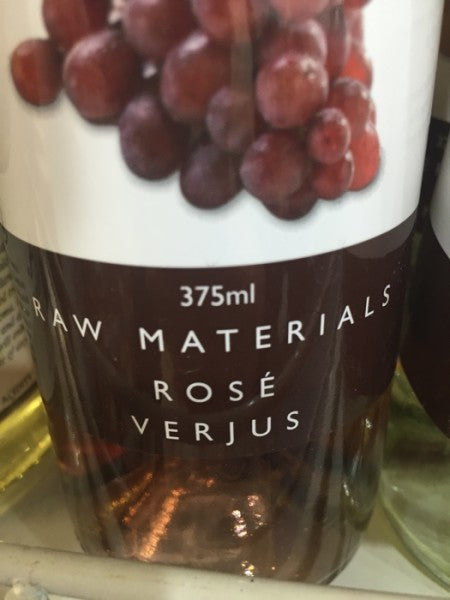 375ml
RAW MATERIALS
ROSÉ
VERJUS